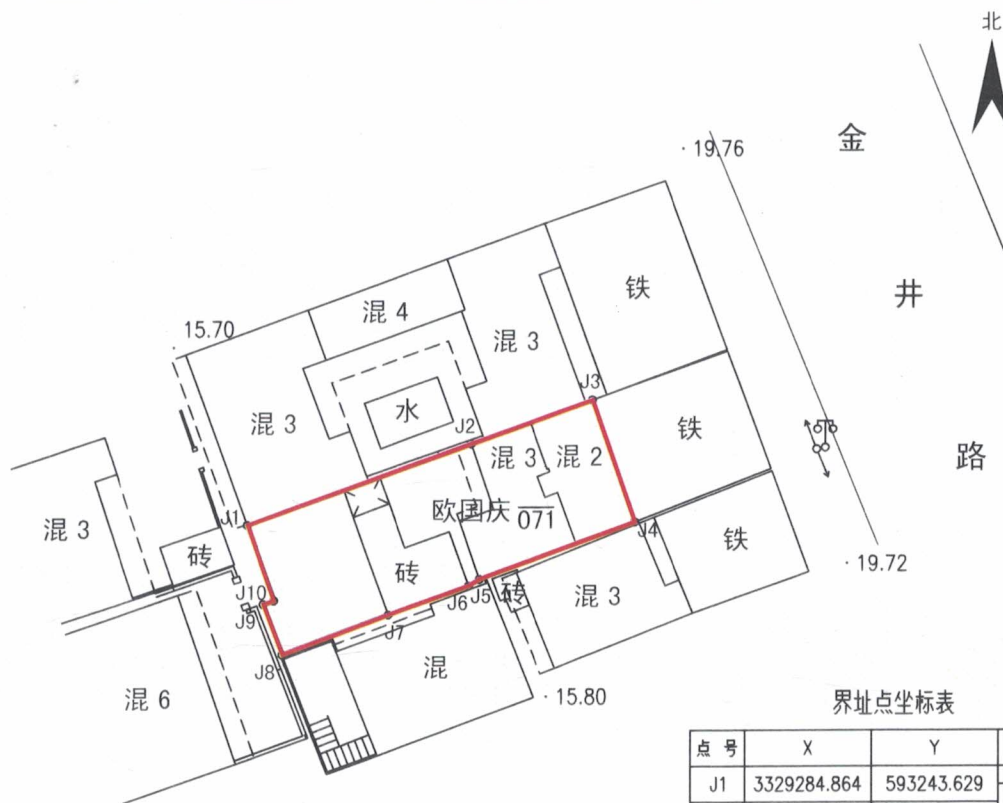 北
金
井
路
· 19.76
铁
混 4
混 3
· 15.70
水
混 3
J3
J2
铁
混 3
混 2
J1
欧国庆 071
J4
混 3
砖
铁
· 19.72
砖
J10
J9
J6
J5
砖
混 3
J7
J8
混
混 6
· 15.80
界址点坐标表
点 号 X Y
J1 3329284.864 593243.629